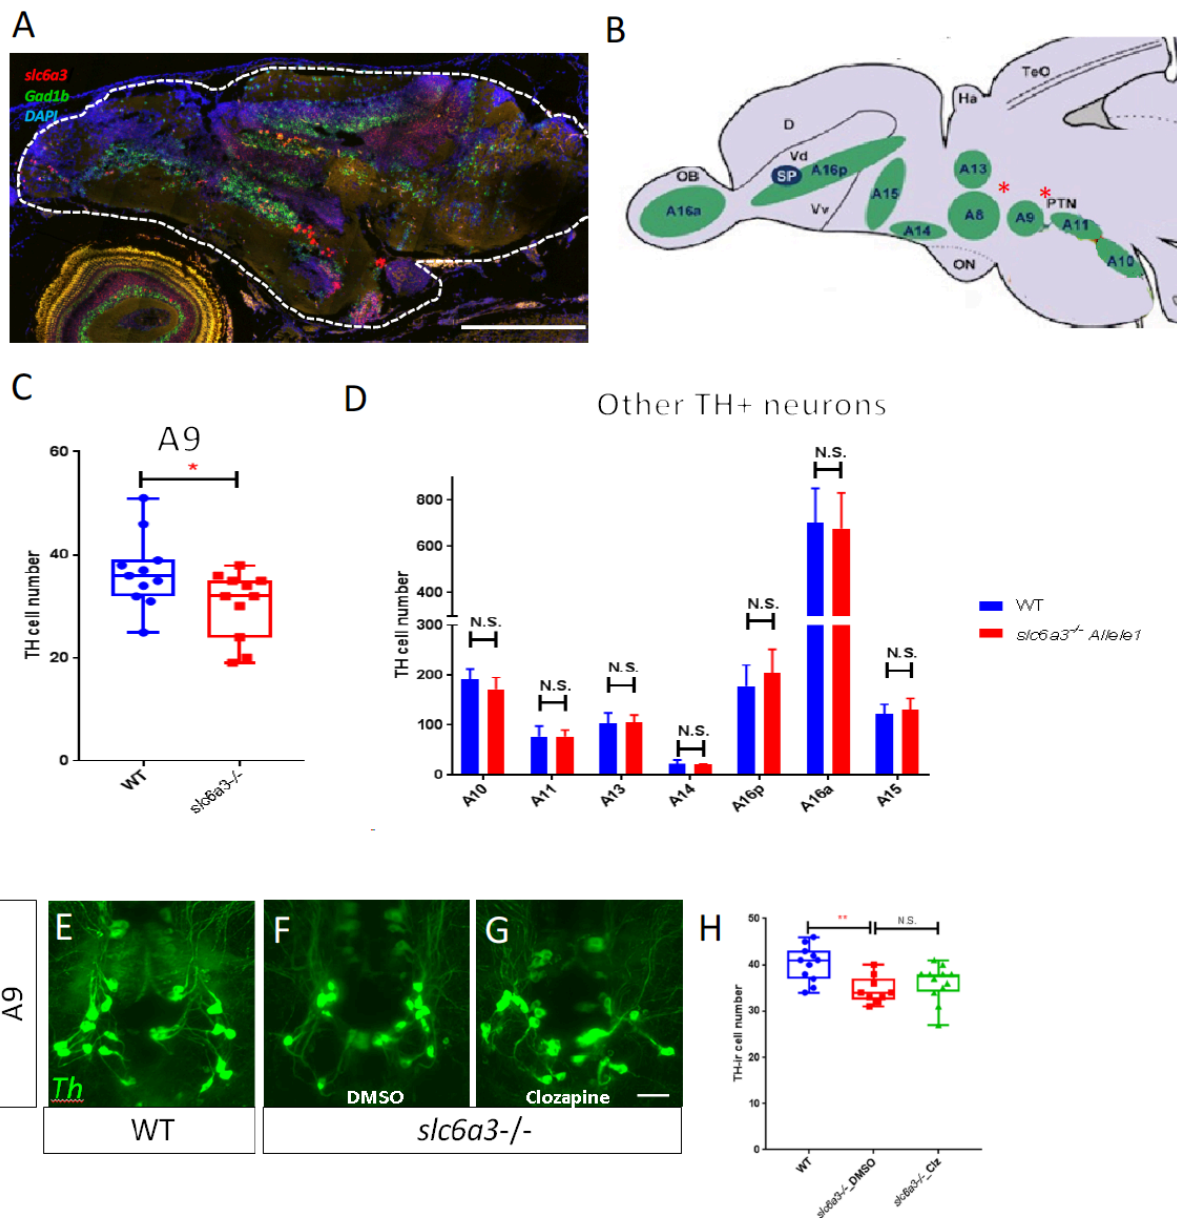 A
slc6a3
Gad1b
DAPI
B
TeO
Ha
D
Vd
SP
A16p
OB
A16a
Vv
A15
A13
*
*
PTN
A8
A9
A11
A14
A10
ON
C
A9
*
60
40
20
0
TH cell number
WT
slc6a3-/-
D
Other TH+ neurons
TH cell number
800
600
400
300
200
100
0
N.S.
N.S.
N.S.
N.S.
N.S.
N.S.
N.S.
A10
A11
A13
A14
A16p
A16a
A15
WT
slc6a3-/- Allele1
A9
E
Th
WT
F
DMSO
G
Clozapine
slc6a3-/-
H
50
40
30
20
10
0
TH-ir cell number
**
N.S.
WT
slc6a3-/-_DMSO
slc6a3-/-_Clz